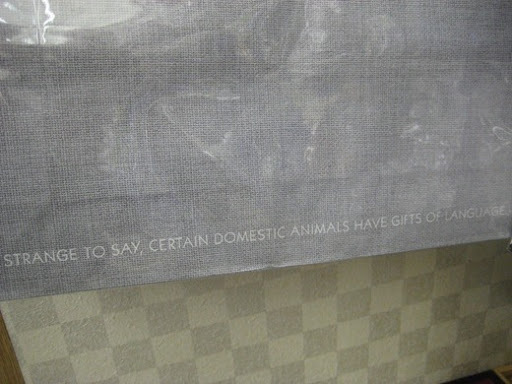 STRANGE TO SAY, CERTAIN DOMESTIC ANIMALS HAVE GIFTS OF LANGUAGE